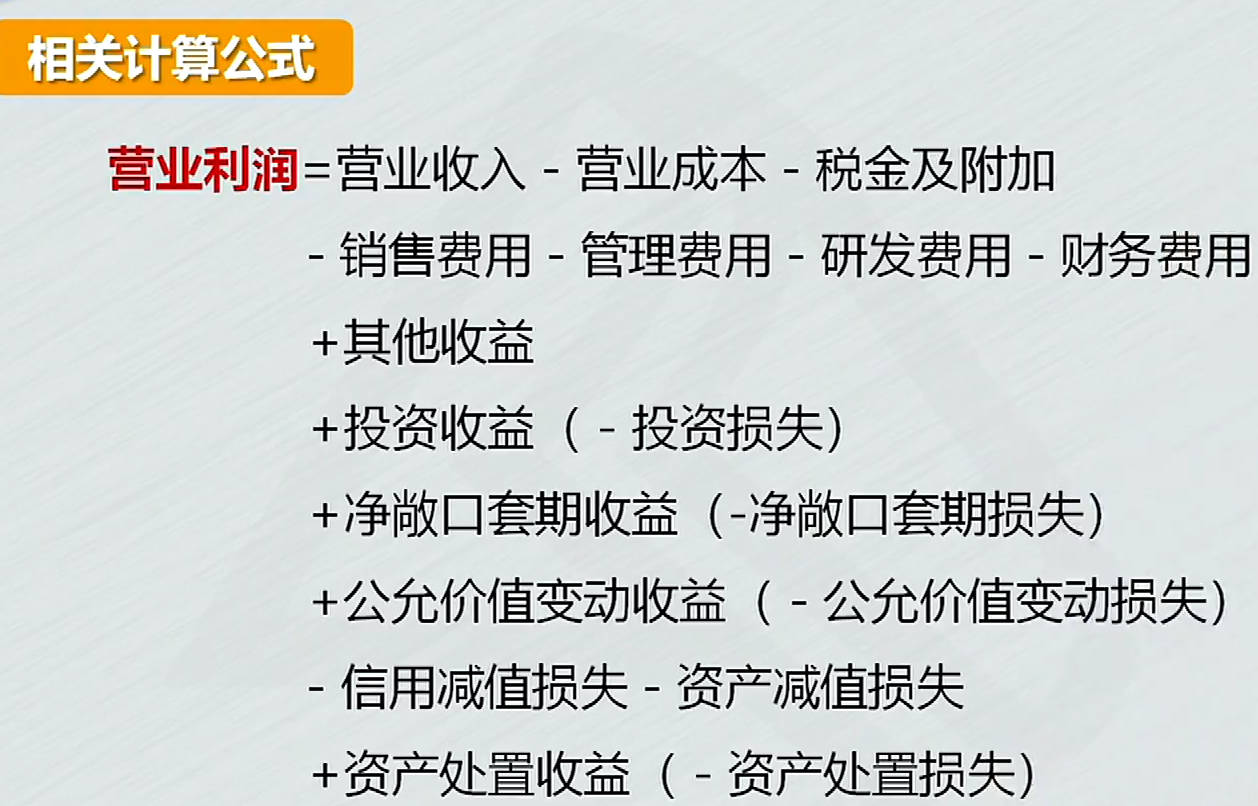 相关计算公式
营业利润=营业收入 - 营业成本 - 税金及附加
- 销售费用 - 管理费用 - 研发费用 - 财务费用
+其他收益
+投资收益（ - 投资损失）
+净敞口套期收益（-净敞口套期损失）
+公允价值变动收益（ - 公允价值变动损失）
- 信用减值损失 - 资产减值损失
+资产处置收益（ - 资产处置损失）